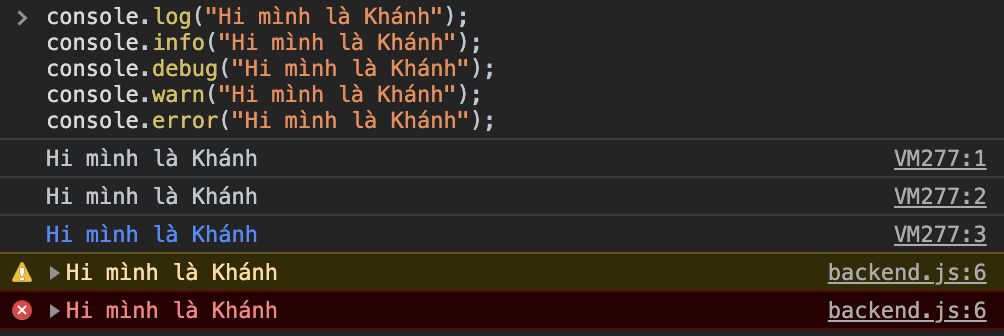 console.log("Hi mình là Khánh");
console.info("Hi mình là Khánh");
console.debug("Hi mình là Khánh");
console.warn("Hi mình là Khánh");
console.error("Hi mình là Khánh");
Hi mình là Khánh VM277:1
Hi mình là Khánh VM277:2
Hi mình là Khánh VM277:3
Hi mình là Khánh backend.js:6
Hi mình là Khánh backend.js:6